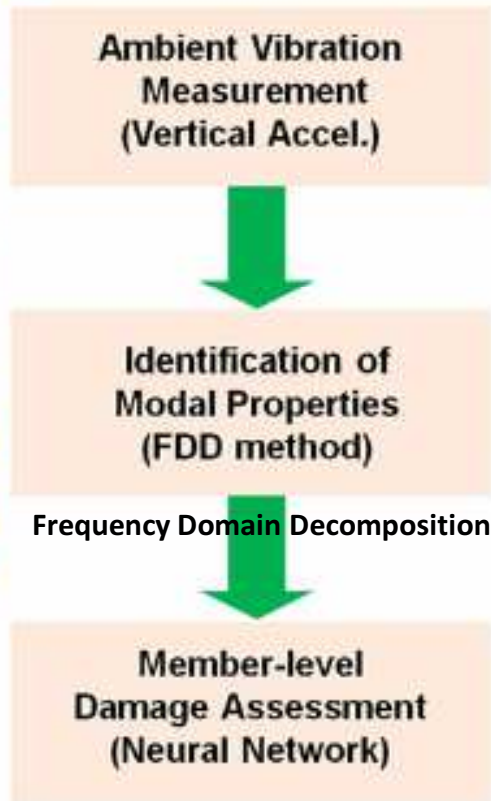 Ambient Vibration
Measurement
(Vertical Accel.)
Identification of
Modal Properties
(FDD method)
Frequency Domain Decomposition
Member-level
Damage Assessment
(Neural Network)